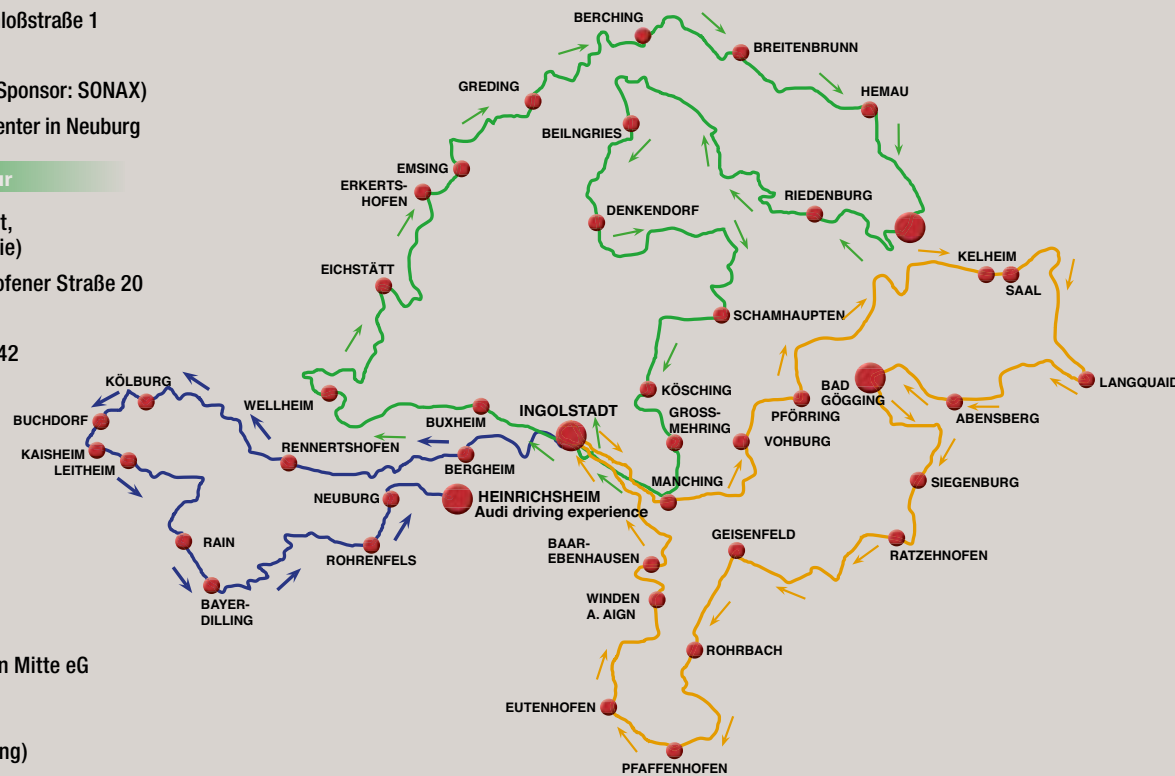 loßstraße 1
Sponsor: SONAX)
enter in Neuburg
ur
t,
ie)
ofener Straße 20
42
n Mitte eG
ng)
BERCHING
BREITENBRUNN
GREDING
HEMAU
BEILNGRIES
EMSING
ERKERTS-
HOFEN
RIEDENBURG
DENKENDORF
EICHSTÄTT
KELHEIM
SAAL
SCHAMHAUPTEN
KÖLBURG
WELLHEIM
BUCHDORF
KAISHEIM
LEITHEIM
RENNERTSHOFEN
BUXHEIM
BERGHEIM
INGOLSTADT
KÖSCHING
GROSS-
MEHRING
MANCHING
VOHBURG
PFÖRRING
BAD
GÖGGING
ABENSBERG
LANGQUAID
SIEGENBURG
NEUBURG
HEINRICHSHEIM
Audi driving experience
RAIN
ROHRENFELS
BAYER-
DILLING
BAAR-
EBENHAUSEN
WINDEN
A. AIGN
GEISENFELD
RATZEHNOFEN
ROHRBACH
EUTENHOFEN
PFAFFENHOFEN